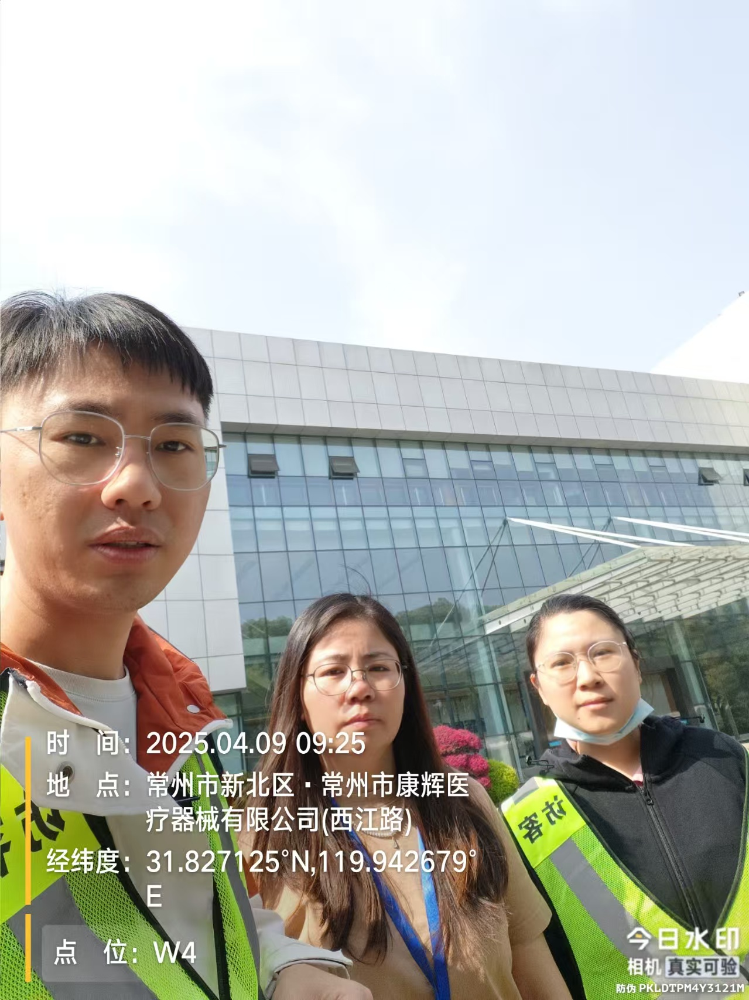 时 间：2025.04.09 09:25
地 点：常州市新北区·常州市康辉医
疗器械有限公司(西江路)
经纬度：31.827125°N,119.942679°
E
点 位：W4
访客
访客
今日水印
相机 真实可验
防伪 PKLDTPM4Y3121M